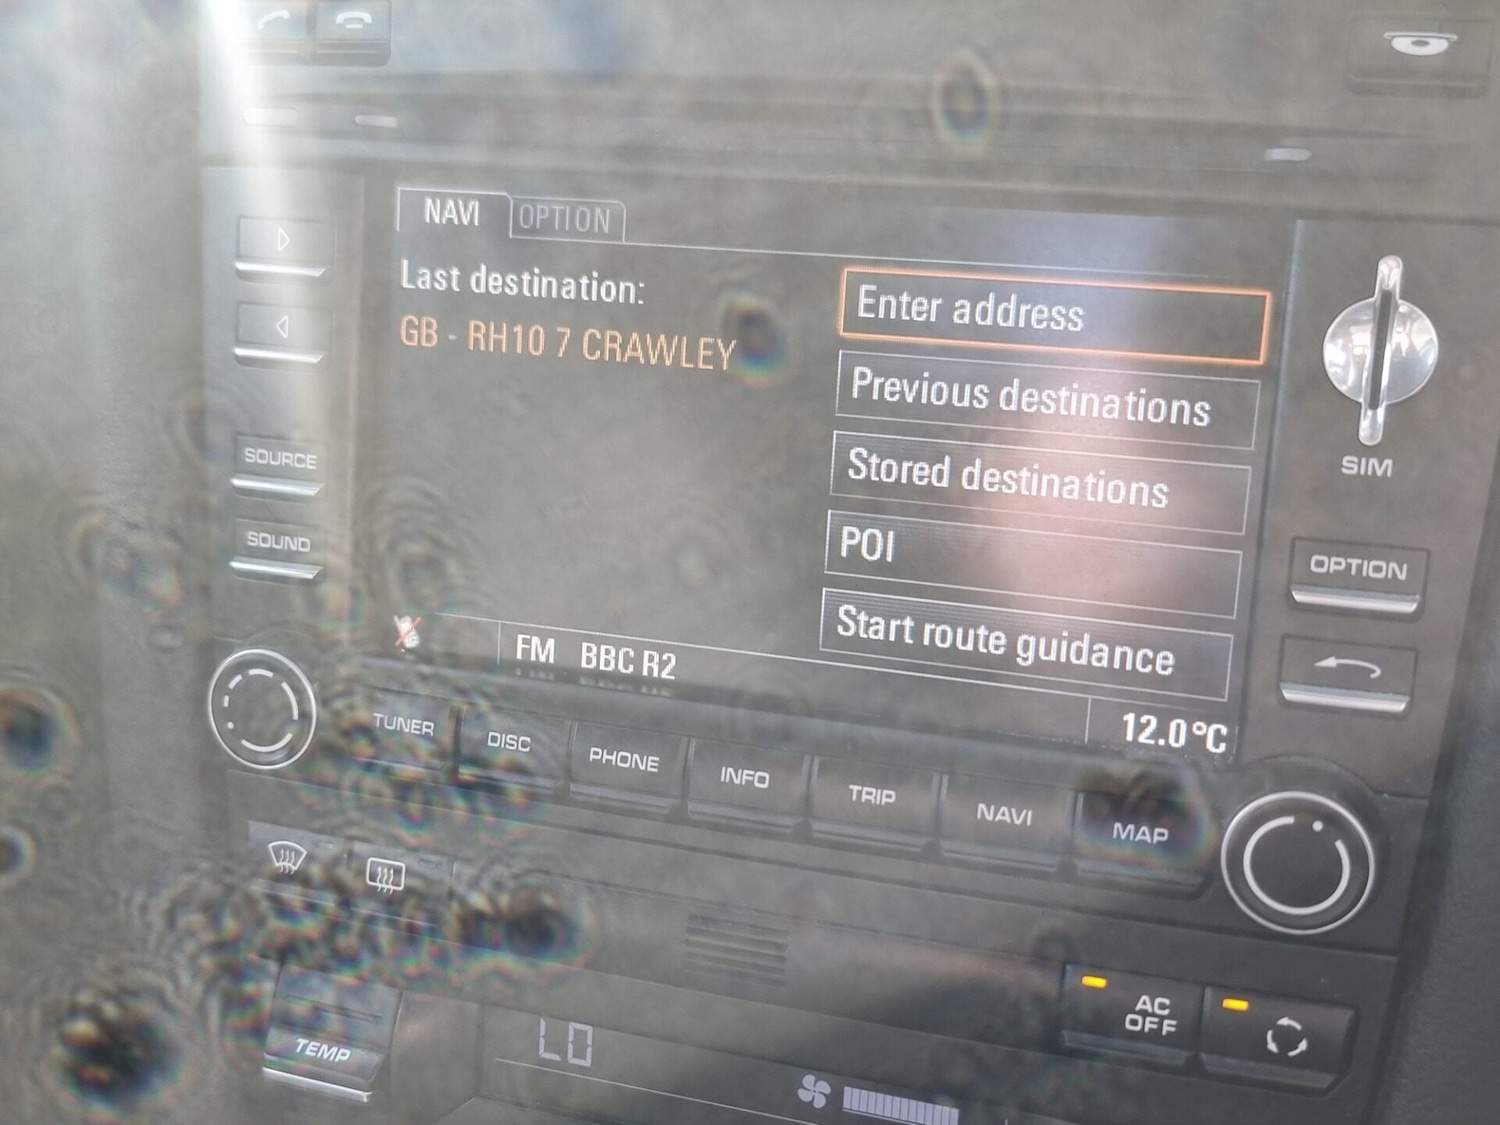 NAVI OPTION
Last destination:
GB - RH10 7 CRAWLEY
Enter address
Previous destinations
Stored destinations
POI
Start route guidance
FM BBC R2
12.0°C
SOURCE
SOUND
SIM
OPTION
TUNER DISC PHONE INFO TRIP NAVI MAP
AC
OFF
TEMP
LO